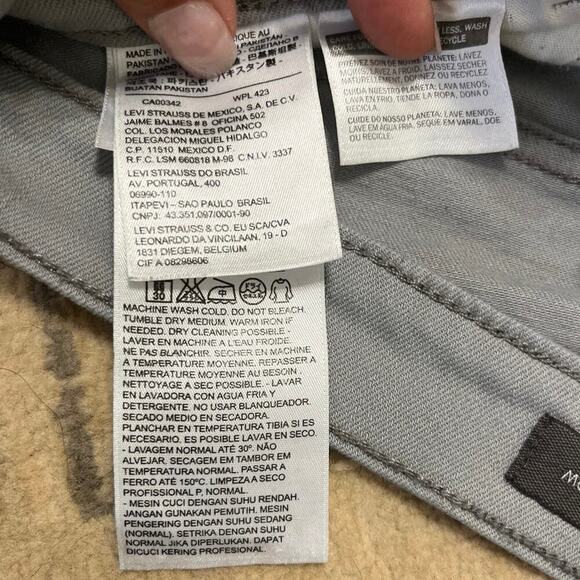 MADE IN
PAKISTAN
BUATAN PAKISTAN
CA00342 WPL 423
LEVI STRAUSS DE MEXICO, S.A. DE C.V.
JAIME BALMES # 8 OFICINA 502
COL. LOS MORALES POLANCO
DELEGACION MIGUEL HIDALGO
C.P. 11510 MEXICO D.F.
R.F.C. LSM 660818 M-98 C.N.I.V. 3337
LEVI STRAUSS DO BRASIL
AV. PORTUGAL, 400
06990-110
ITAPEVI – SAO PAULO BRASIL
CNPJ: 43.351.097/0001-90
LEVI STRAUSS & CO. EU SCA/CVA
LEONARDO DA VINCILAAN, 19 - D
1831 DIEGEM, BELGIUM
CIF A 08298606
30
MACHINE WASH COLD. DO NOT BLEACH.
TUMBLE DRY MEDIUM. WARM IRON IF
NEEDED. DRY CLEANING POSSIBLE -
LAVER EN MACHINE A L'EAU FROIDE.
NE PAS BLANCHIR. SECHER EN MACHINE
A TEMPERATURE MOYENNE. REPASSER A
TEMPERATURE MOYENNE AU BESOIN .
NETTOYAGE A SEC POSSIBLE. - LAVAR
EN LAVADORA CON AGUA FRIA Y
DETERGENTE. NO USAR BLANQUEADOR.
SECADO MEDIO EN SECADORA.
PLANCHAR EN TEMPERATURA TIBIA SI ES
NECESARIO. ES POSIBLE LAVAR EN SECO.
- LAVAGEM NORMAL ATÉ 30º. NÃO
ALVEJAR. SECAGEM EM TAMBOR EM
TEMPERATURA NORMAL. PASSAR A
FERRO ATÉ 150ºC. LIMPEZA A SECO
PROFISSIONAL P, NORMAL.
- MESIN CUCI DENGAN SUHU RENDAH.
JANGAN GUNAKAN PEMUTIH. MESIN
PENGERING DENGAN SUHU SEDANG
(NORMAL). SETRIKA DENGAN SUHU
NORMAL JIKA DIPERLUKAN. DAPAT
DICUCI KERING PROFESIONAL.
LESS, WASH
NOTRE PLANETE: LAVEZ
MOINS, LAVEZ A FROID, LAISSEZ SECHER
NATURELLEMENT, DONNEZ OU RECYCLEZ
LAVA MENOS,
LAVA EN FRIO, TIENDE LA ROPA, DONA O
RECICLA
CUIDE DO NOSSO PLANETA: LAVE MENOS,
LAVE EM ÁGUA FRIA, SEQUE EM VARAL, DOE
OU RECICLE